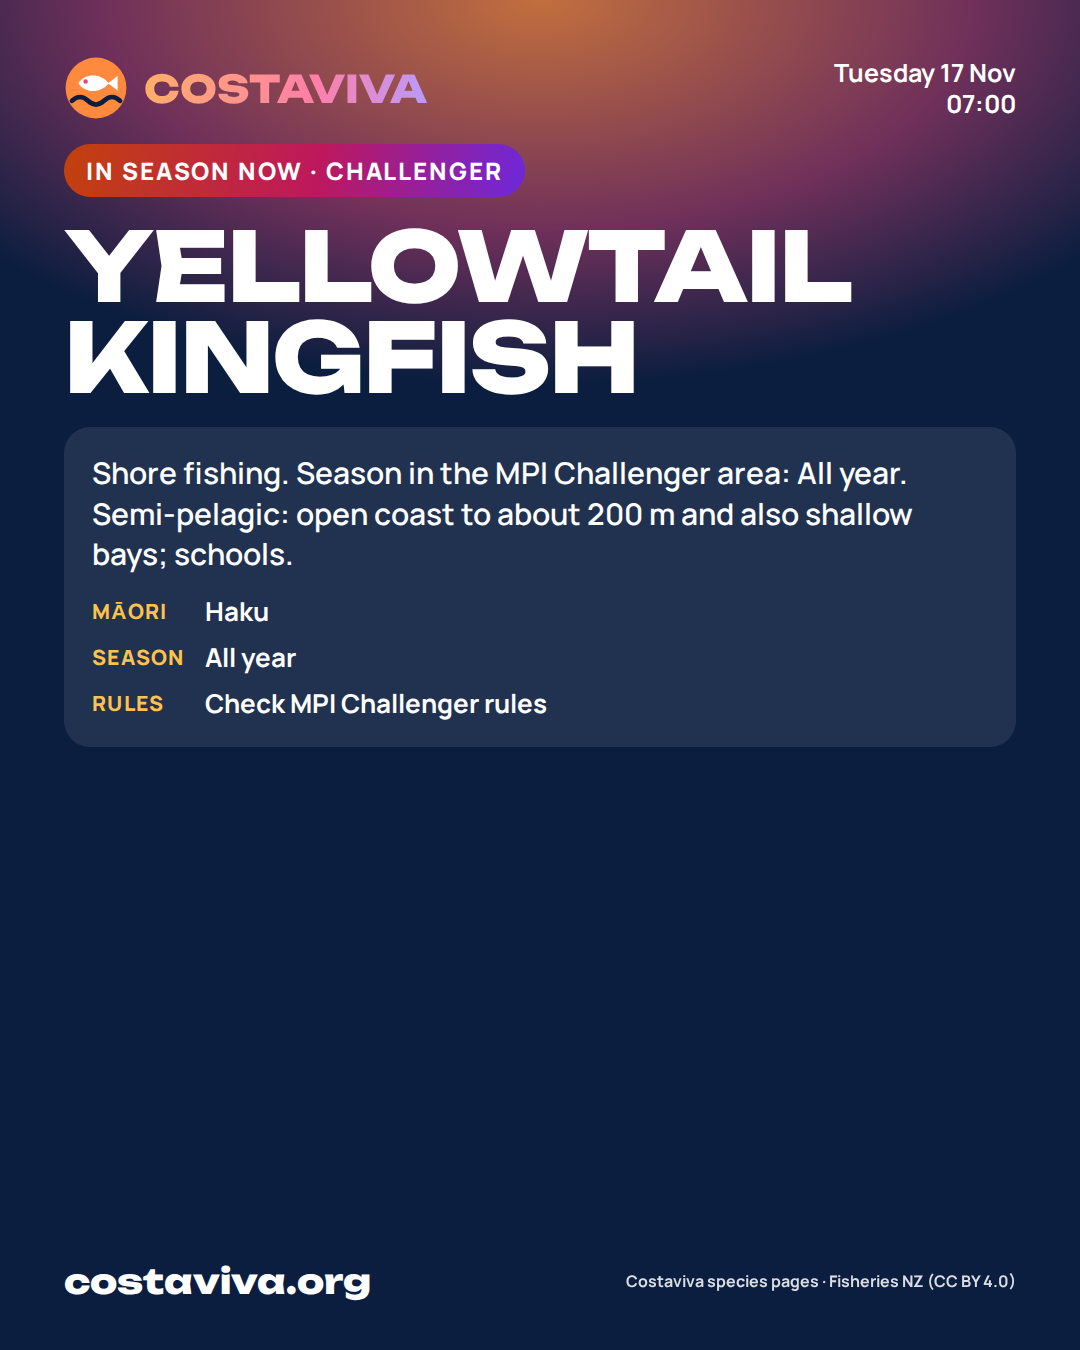 COSTAVIVA
Tuesday 17 Nov
07:00
IN SEASON NOW · CHALLENGER
YELLOWTAIL
KINGFISH
Shore fishing. Season in the MPI Challenger area: All year.
Semi-pelagic: open coast to about 200 m and also shallow
bays; schools.
MĀORI Haku
SEASON All year
RULES Check MPI Challenger rules
costaviva.org
Costaviva species pages · Fisheries NZ (CC BY 4.0)